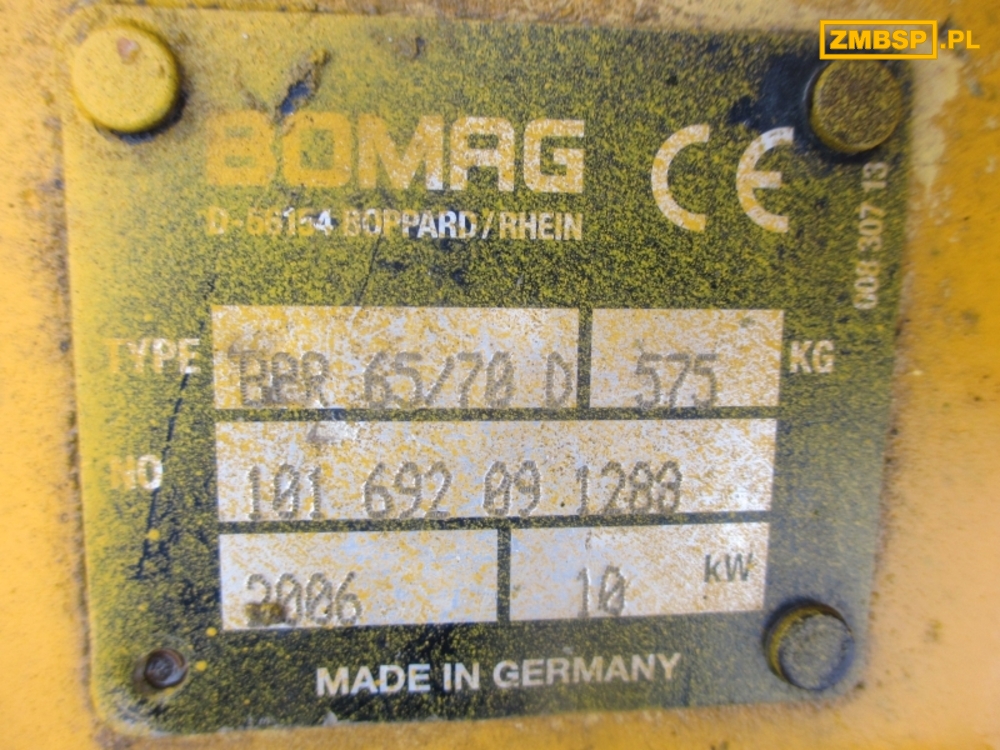 ZMBSP.PL
BOMAG CE
D-56154 BOPPARD/RHEIN
008 307 13
TYPE BPR 65/70 D 575 KG
NO 101 692 09 1288
2006 10 kW
MADE IN GERMANY